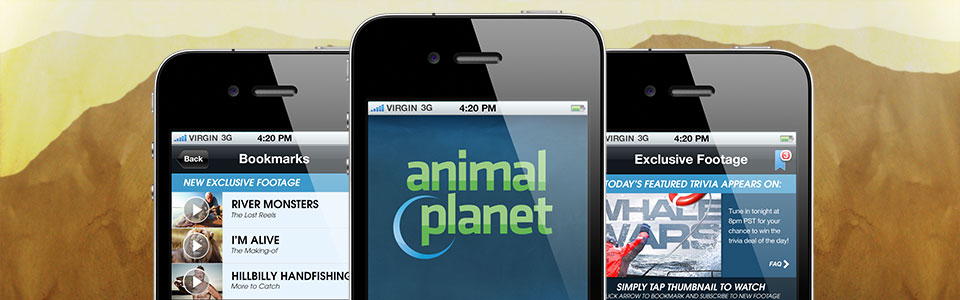 VIRGIN 3G 4:20 PM
Back
Bookmarks
NEW EXCLUSIVE FOOTAGE
RIVER MONSTERS
The Lost Reels
I'M ALIVE
The Making-of
HILLBILLY HANDFISHING
More to Catch
VIRGIN 3G 4:20 PM
animal
planet
VIRGIN 3G 4:20 PM
Exclusive Footage
3
TODAY'S FEATURED TRIVIA APPEARS ON:
WHALE
WARS
Tune in tonight at
8pm PST for your
chance to win the
trivia deal of the day!
FAQ
SIMPLY TAP THUMBNAIL TO WATCH
ARROW TO BOOKMARK AND SUBSCRIBE TO NEW FOOTAGE